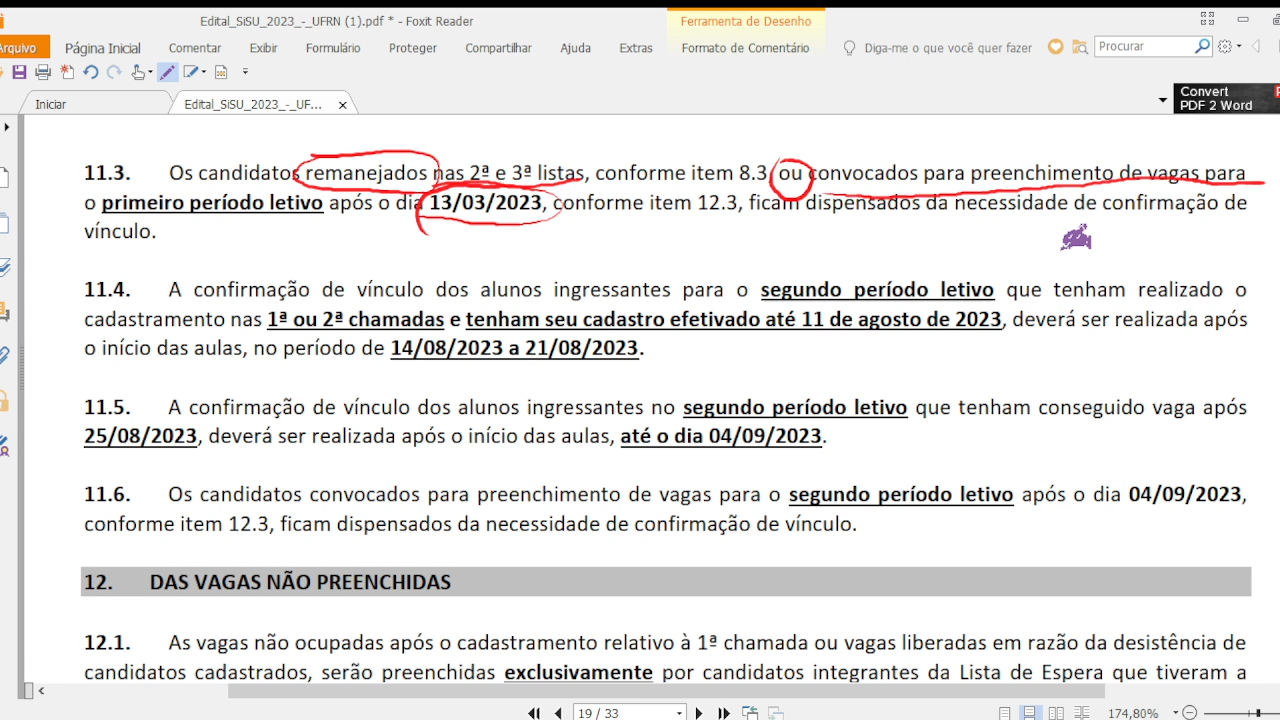 Edital_SiSU_2023_-_UFRN (1).pdf * - Foxit Reader
Ferramenta de Desenho
Arquivo Página Inicial Comentar Exibir Formulário Proteger Compartilhar Ajuda Extras Formato de Comentário Diga-me o que você quer fazer Procurar
Iniciar Edital_SiSU_2023_-_UF...
Convert
PDF 2 Word
11.3. Os candidatos remanejados nas 2ª e 3ª listas, conforme item 8.3, ou convocados para preenchimento de vagas para
o primeiro período letivo após o dia 13/03/2023, conforme item 12.3, ficam dispensados da necessidade de confirmação de
vínculo.
11.4. A confirmação de vínculo dos alunos ingressantes para o segundo período letivo que tenham realizado o
cadastramento nas 1ª ou 2ª chamadas e tenham seu cadastro efetivado até 11 de agosto de 2023, deverá ser realizada após
o início das aulas, no período de 14/08/2023 a 21/08/2023.
11.5. A confirmação de vínculo dos alunos ingressantes no segundo período letivo que tenham conseguido vaga após
25/08/2023, deverá ser realizada após o início das aulas, até o dia 04/09/2023.
11.6. Os candidatos convocados para preenchimento de vagas para o segundo período letivo após o dia 04/09/2023,
conforme item 12.3, ficam dispensados da necessidade de confirmação de vínculo.
12. DAS VAGAS NÃO PREENCHIDAS
12.1. As vagas não ocupadas após o cadastramento relativo à 1ª chamada ou vagas liberadas em razão da desistência de
candidatos cadastrados, serão preenchidas exclusivamente por candidatos integrantes da Lista de Espera que tiveram a
19 / 33
174,80%